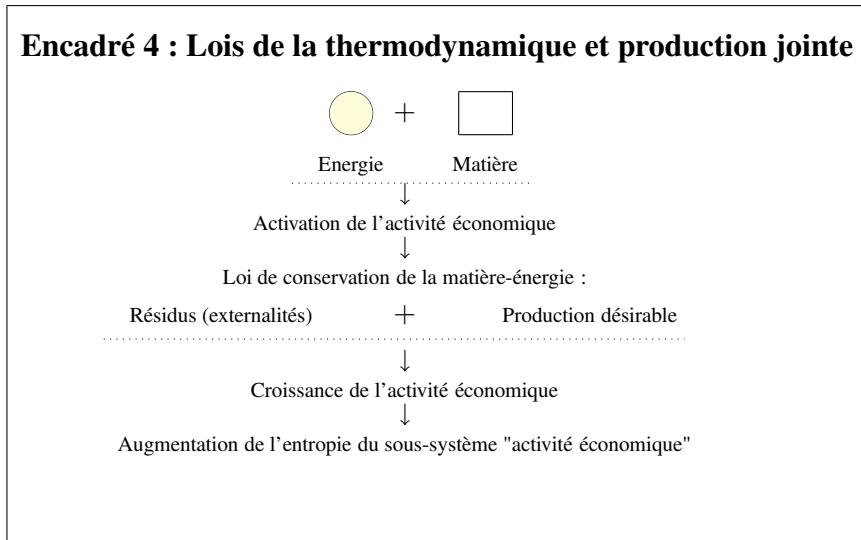 Encadré 4 : Lois de la thermodynamique et production jointe
+
Energie Matière
Activation de l'activité économique
Loi de conservation de la matière-énergie :
Résidus (externalités) + Production désirable
Croissance de l'activité économique
Augmentation de l'entropie du sous-système "activité économique"